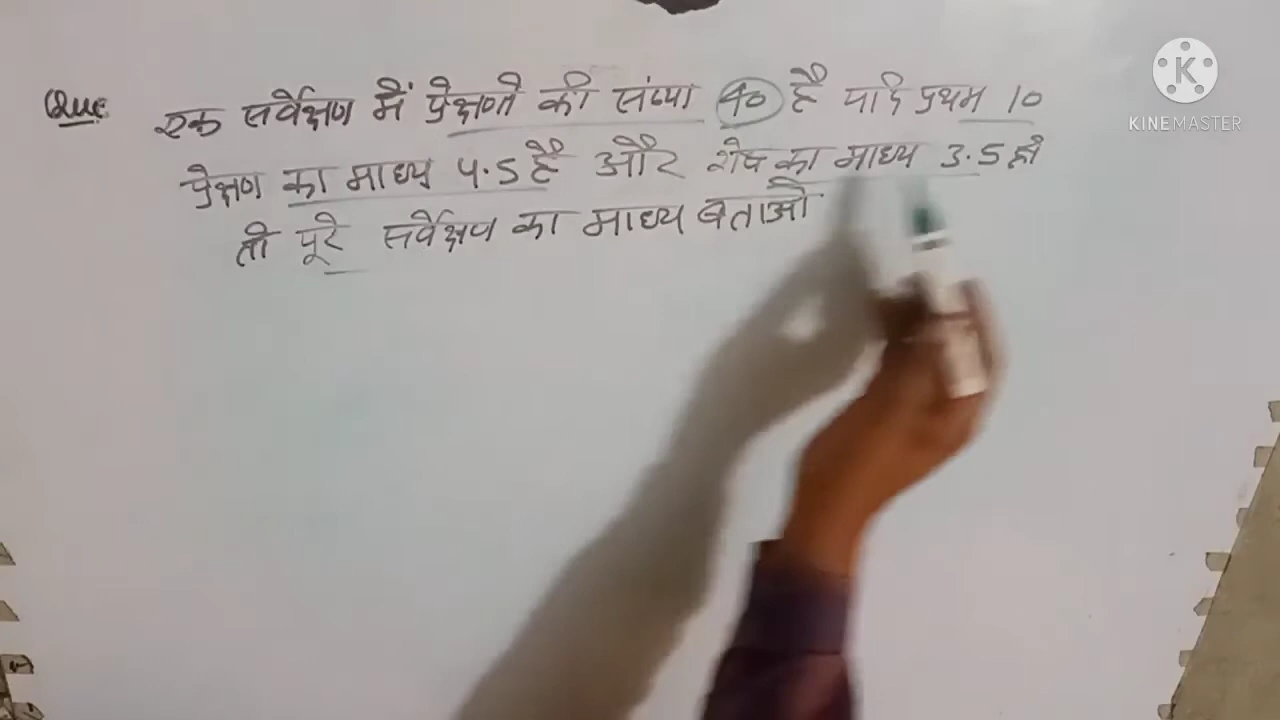 Que एक सर्वेक्षण में प्रेक्षणो की संख्या 40 है यदि प्रथम 10
प्रेक्षण का माध्य 4.5 है और शेष का माध्य 3.5 हो
तो पूरे सर्वेक्षण का माध्य बताओ
K
KINEMASTER